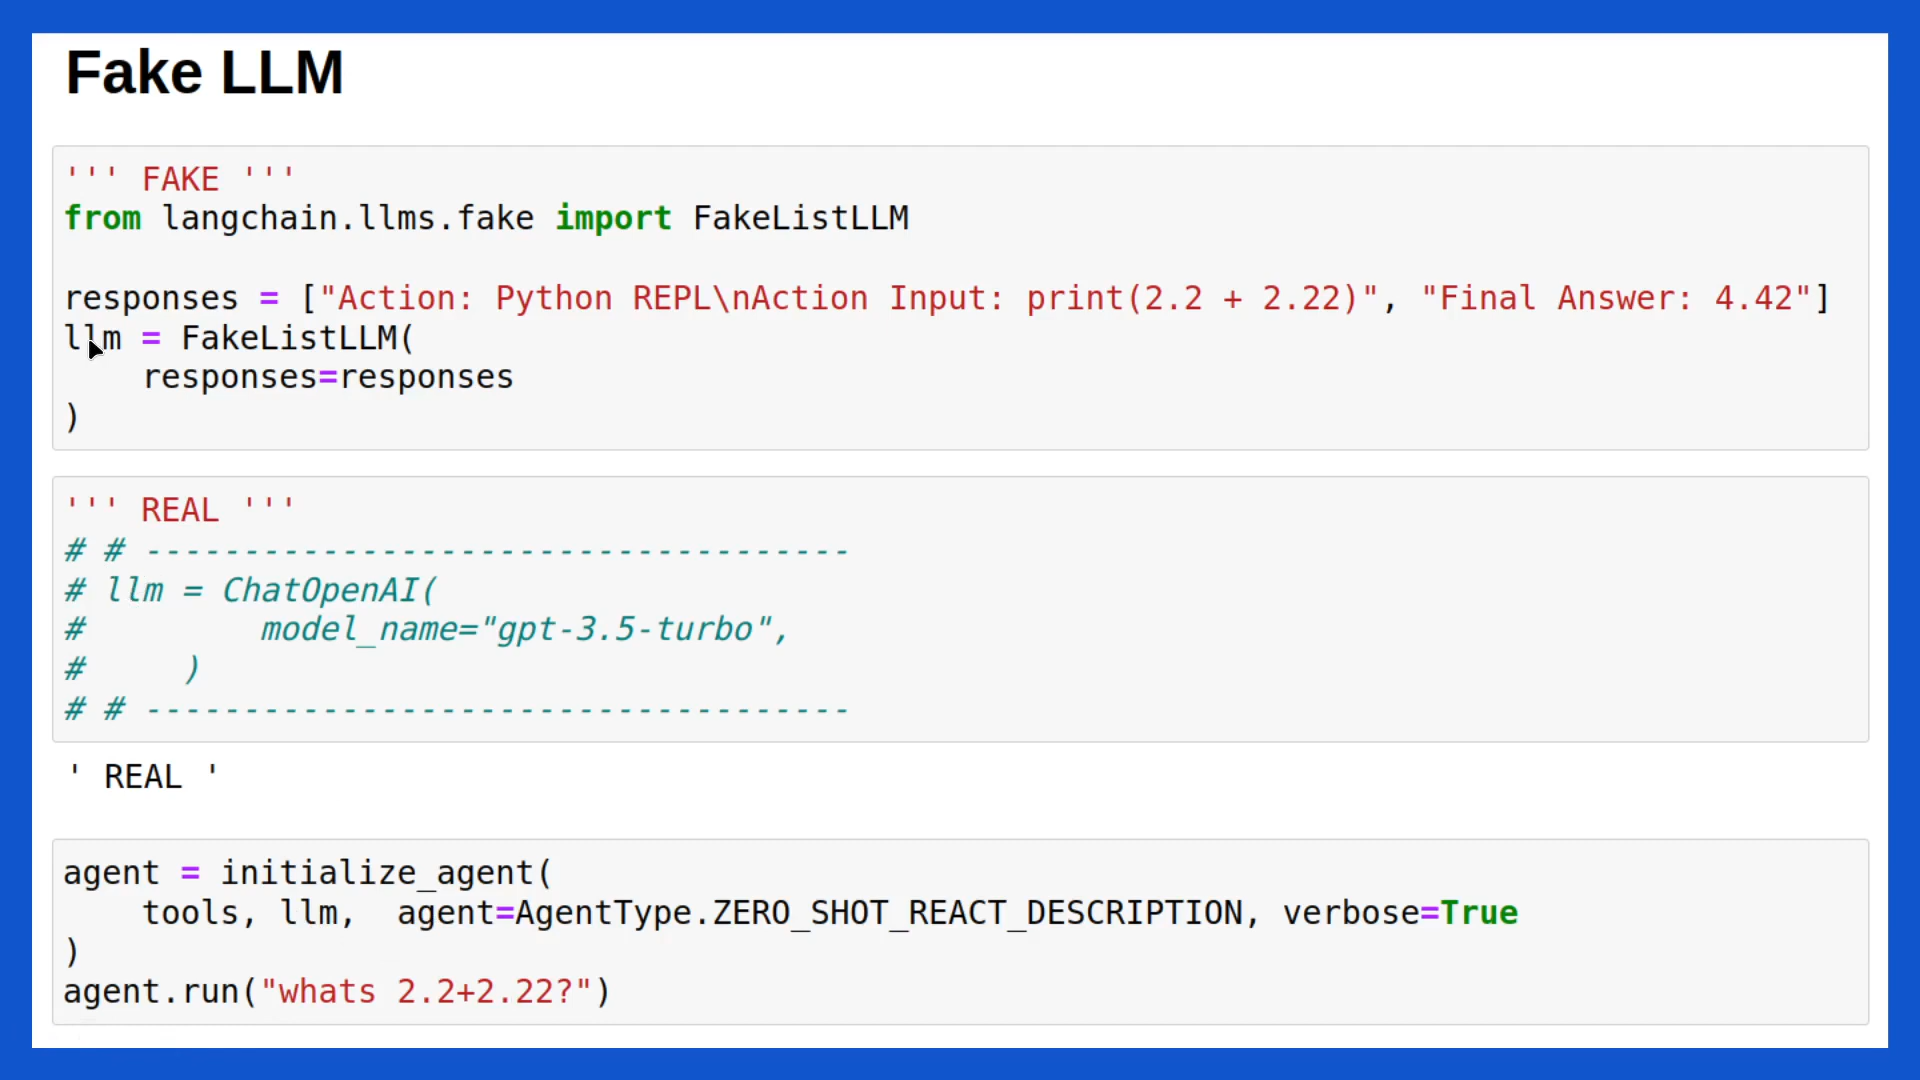 Fake LLM
''' FAKE '''
from langchain.llms.fake import FakeListLLM
responses = ["Action: Python REPL\nAction Input: print(2.2 + 2.22)", "Final Answer: 4.42"]
llm = FakeListLLM(
    responses=responses
)
''' REAL '''
# # ------------------------------------
# llm = ChatOpenAI(
#         model_name="gpt-3.5-turbo",
#     )
# # ------------------------------------
' REAL '
agent = initialize_agent(
    tools, llm,  agent=AgentType.ZERO_SHOT_REACT_DESCRIPTION, verbose=True
)
agent.run("whats 2.2+2.22?")